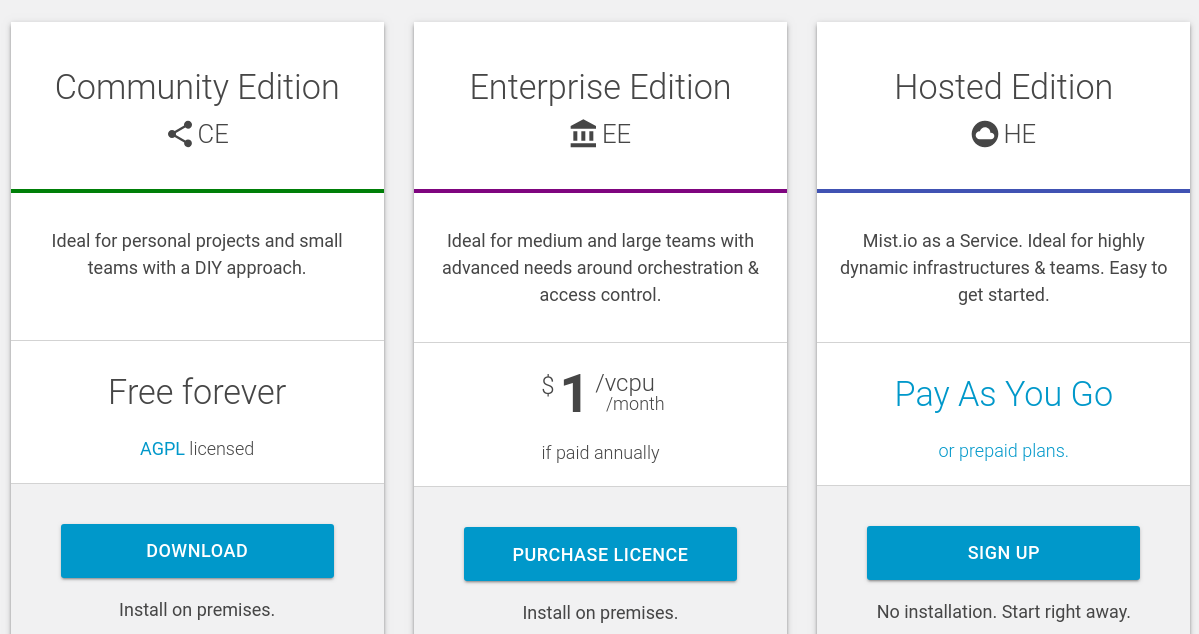 Community Edition
CE
Ideal for personal projects and small
teams with a DIY approach.
Free forever
AGPL licensed
DOWNLOAD
Install on premises.
Enterprise Edition
EE
Ideal for medium and large teams with
advanced needs around orchestration &
access control.
$ 1 /vcpu
/month
if paid annually
PURCHASE LICENCE
Install on premises.
Hosted Edition
HE
Mist.io as a Service. Ideal for highly
dynamic infrastructures & teams. Easy to
get started.
Pay As You Go
or prepaid plans.
SIGN UP
No installation. Start right away.